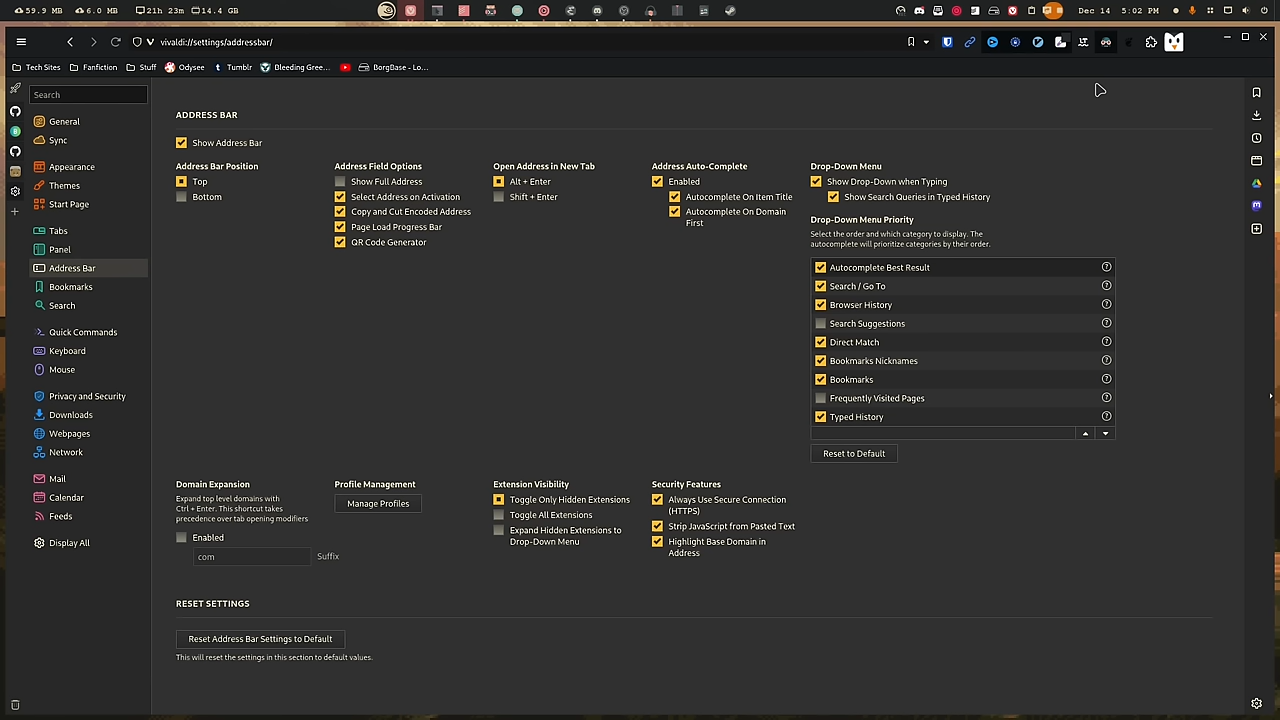 59.9 MB 6.0 MB 21h 23m 14.4 GB Dec 14 5:02 PM
vivaldi://settings/addressbar/
Tech Sites Fanfiction Stuff Odysee Tumblr Bleeding Gree... BorgBase - Lo...
Search
General
Sync
Appearance
Themes
Start Page
Tabs
Panel
Address Bar
Bookmarks
Search
Quick Commands
Keyboard
Mouse
Privacy and Security
Downloads
Webpages
Network
Mail
Calendar
Feeds
Display All
ADDRESS BAR
Show Address Bar
Address Bar Position
Top
Bottom
Address Field Options
Show Full Address
Select Address on Activation
Copy and Cut Encoded Address
Page Load Progress Bar
QR Code Generator
Open Address in New Tab
Alt + Enter
Shift + Enter
Address Auto-Complete
Enabled
Autocomplete On Item Title
Autocomplete On Domain
First
Drop-Down Menu
Show Drop-Down when Typing
Show Search Queries in Typed History
Drop-Down Menu Priority
Select the order and which category to display. The
autocomplete will prioritize categories by their order.
Autocomplete Best Result
Search / Go To
Browser History
Search Suggestions
Direct Match
Bookmarks Nicknames
Bookmarks
Frequently Visited Pages
Typed History
Reset to Default
Domain Expansion
Expand top level domains with
Ctrl + Enter. This shortcut takes
precedence over tab opening modifiers
Enabled
com Suffix
Profile Management
Manage Profiles
Extension Visibility
Toggle Only Hidden Extensions
Toggle All Extensions
Expand Hidden Extensions to
Drop-Down Menu
Security Features
Always Use Secure Connection
(HTTPS)
Strip JavaScript from Pasted Text
Highlight Base Domain in
Address
RESET SETTINGS
Reset Address Bar Settings to Default
This will reset the settings in this section to default values.